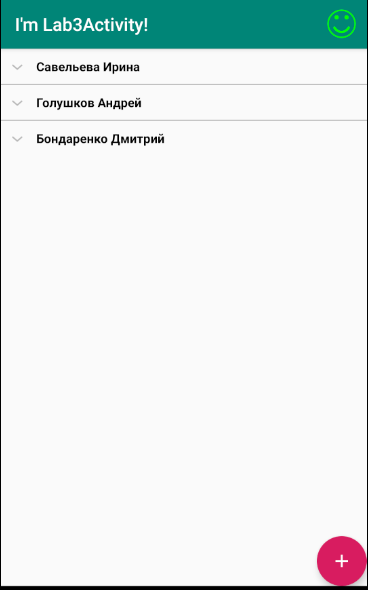 I'm Lab3Activity!
Савельева Ирина
Голушков Андрей
Бондаренко Дмитрий